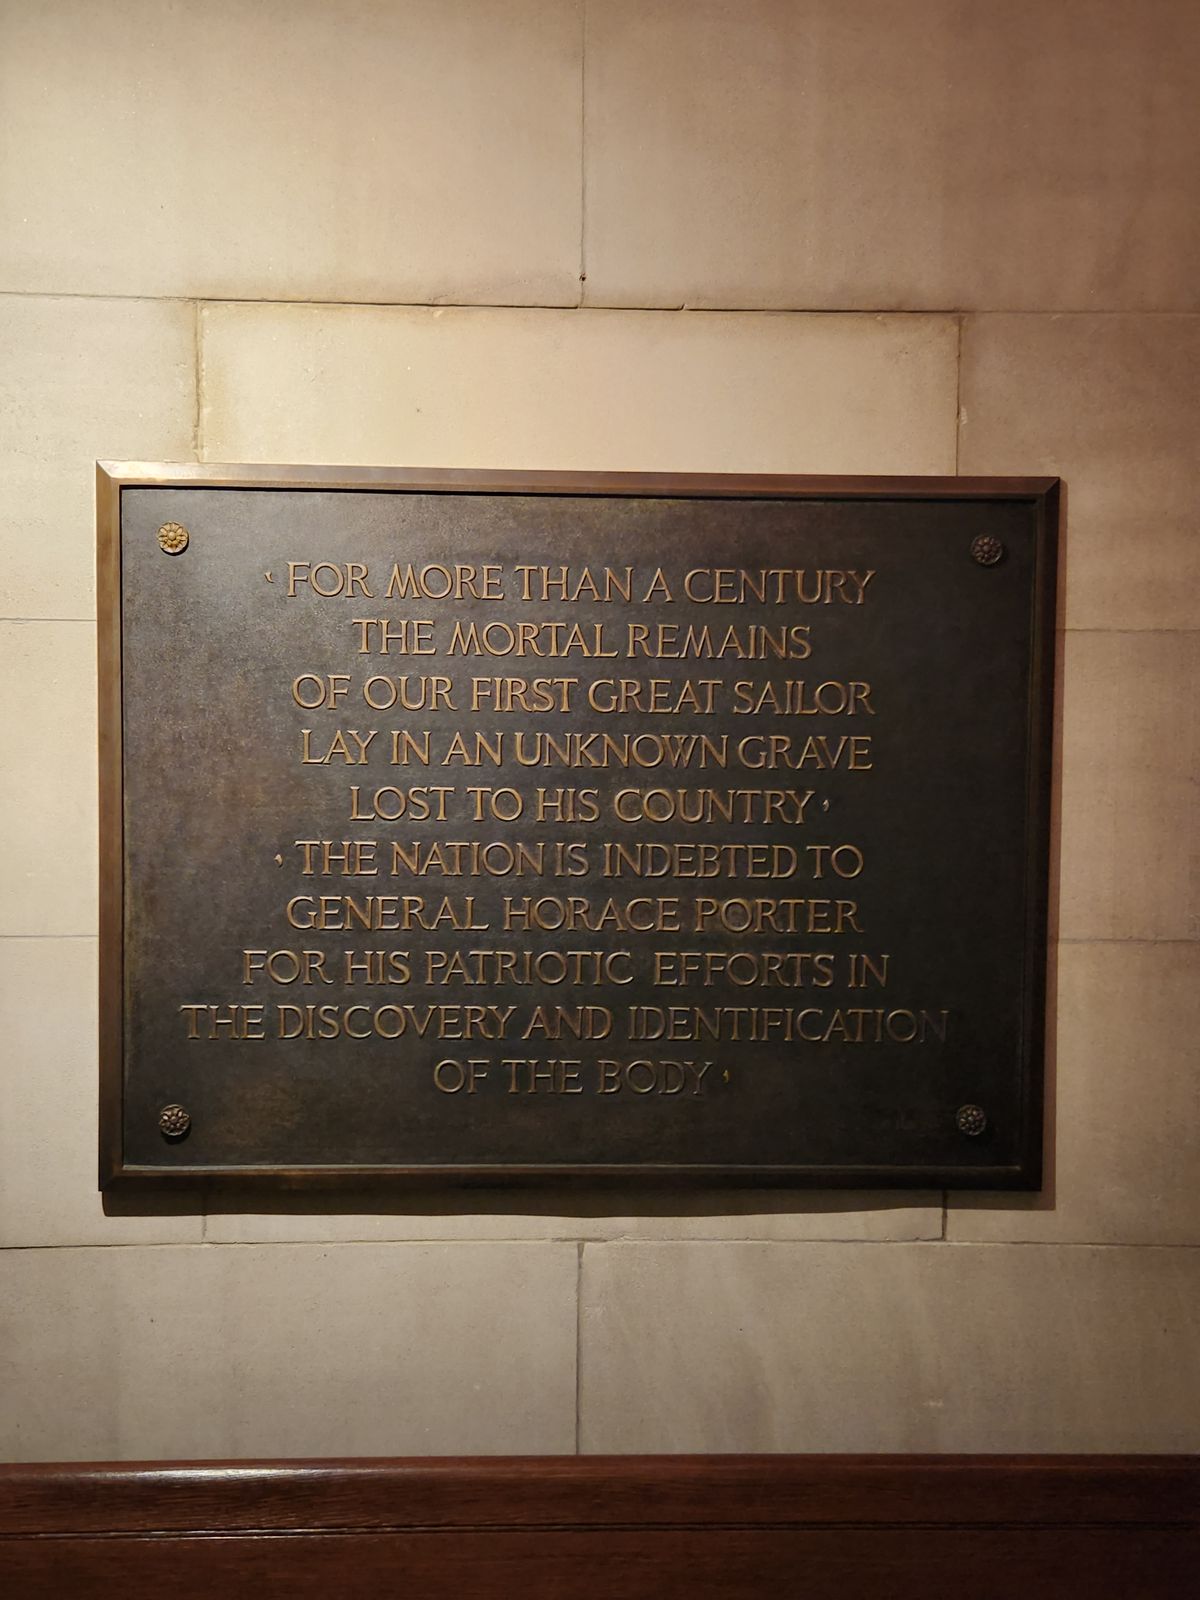 ‘ FOR MORE THAN A CENTURY
THE MORTAL REMAINS
OF OUR FIRST GREAT SAILOR
LAY IN AN UNKNOWN GRAVE
LOST TO HIS COUNTRY ’
’ THE NATION IS INDEBTED TO
GENERAL HORACE PORTER
FOR HIS PATRIOTIC EFFORTS IN
THE DISCOVERY AND IDENTIFICATION
OF THE BODY ’